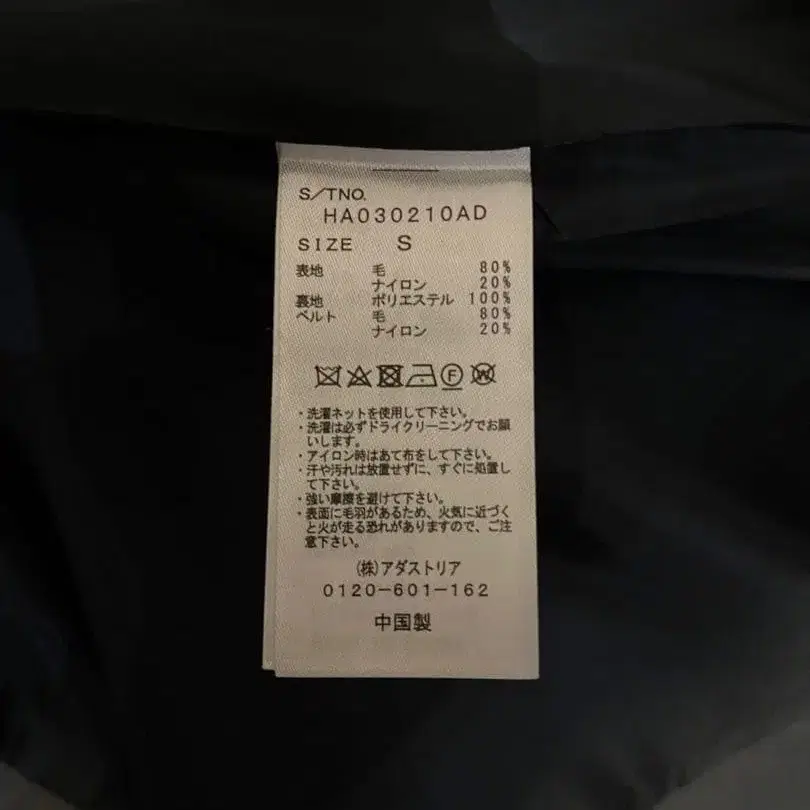 S/TNO.
HA030210AD
SIZE S
表地 毛 80%
ナイロン 20%
裏地 ポリエステル 100%
ベルト 毛 80%
ナイロン 20%
F W
・洗濯ネットを使用して下さい。
・洗濯は必ずドライクリーニングでお願
いします。
・アイロン時はあて布をして下さい。
・汗や汚れは放置せずに、すぐに処置し
て下さい。
・強い摩擦を避けて下さい。
・表面に毛羽があるため、火気に近づく
と火が走る恐れがありますので、ご注
意下さい。
(株)アダストリア
0120-601-162
中国製